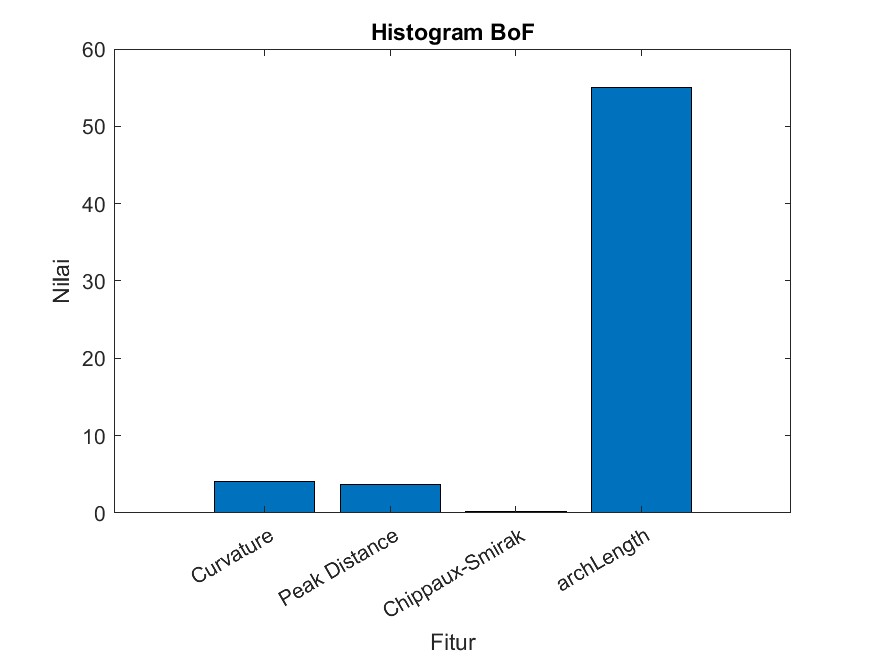 Histogram BoF
60
50
40
30
20
10
0
Nilai
Curvature
Peak Distance
Chippaux-Smirak
archLength
Fitur